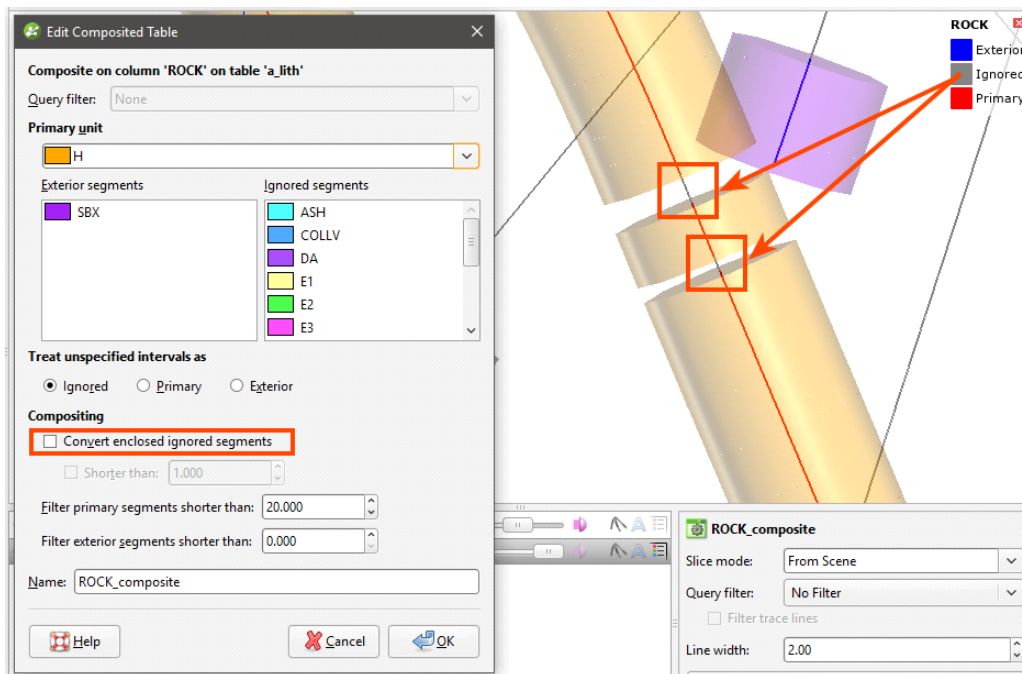 Edit Composited Table
Composite on column 'ROCK' on table 'a_lith'
Query filter: None
Primary unit
H
Exterior segments Ignored segments
SBX
ASH
COLLV
DA
E1
E2
E3
Treat unspecified intervals as
Ignored Primary Exterior
Compositing
Convert enclosed ignored segments
Shorter than: 1.000
Filter primary segments shorter than: 20.000
Filter exterior segments shorter than: 0.000
Name: ROCK_composite
Help Cancel OK
ROCK
Exterior
Ignored
Primary
ROCK_composite
Slice mode: From Scene
Query filter: No Filter
Filter trace lines
Line width: 2.00